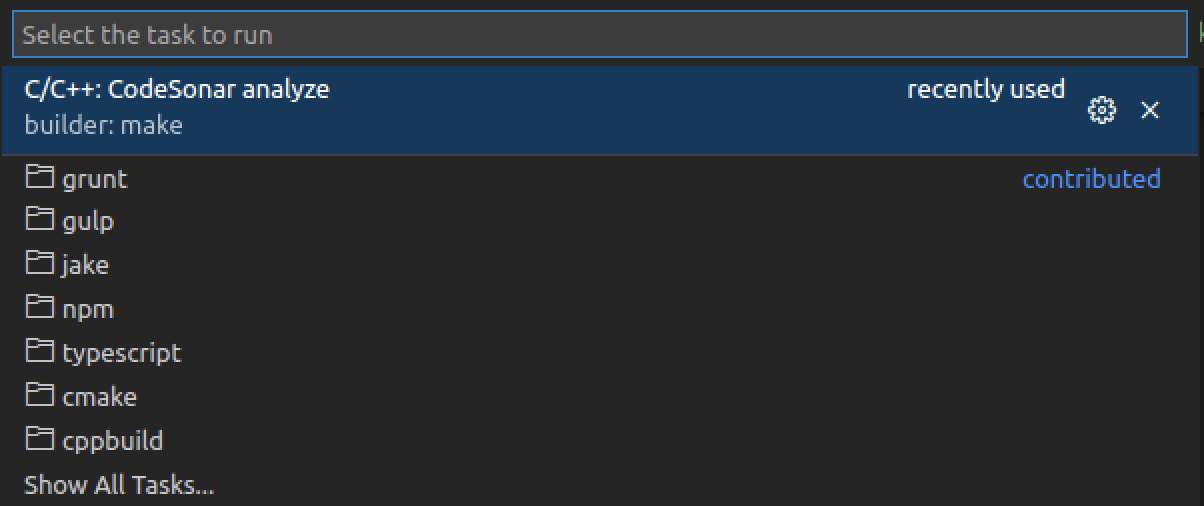 Select the task to run
C/C++: CodeSonar analyze recently used
builder: make
grunt contributed
gulp
jake
npm
typescript
cmake
cppbuild
Show All Tasks...